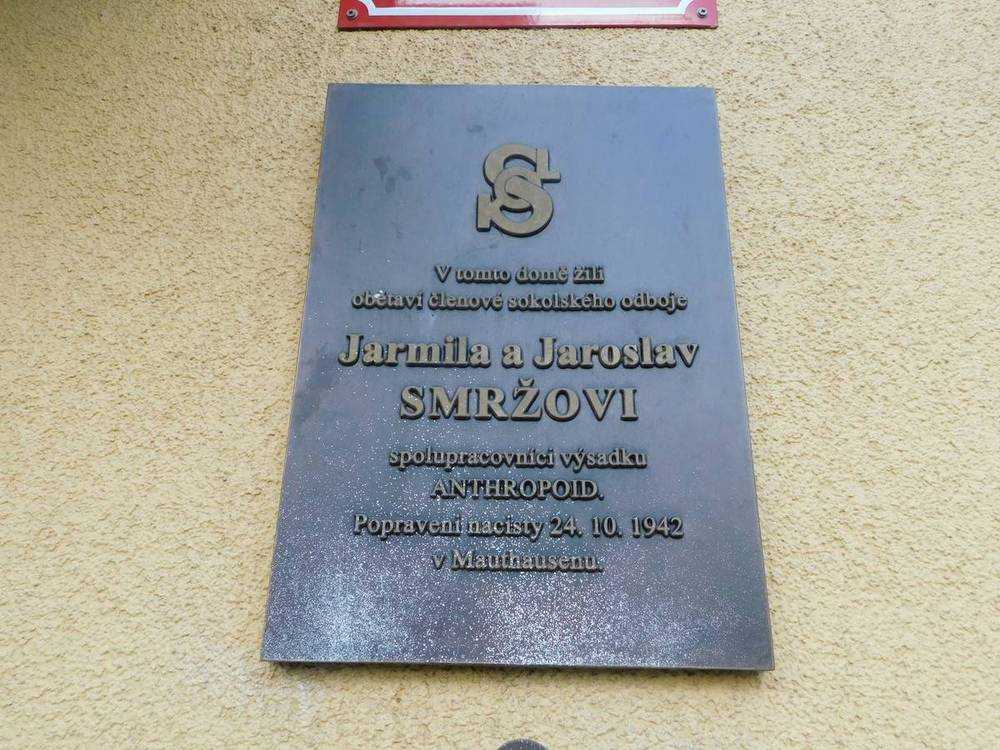 V tomto domě žili
obětaví členové sokolského odboje
Jarmila a Jaroslav
SMRŽOVI
spolupracovníci výsadku
ANTHROPOID.
Popraveni nacisty 24. 10. 1942
v Mauthausenu.